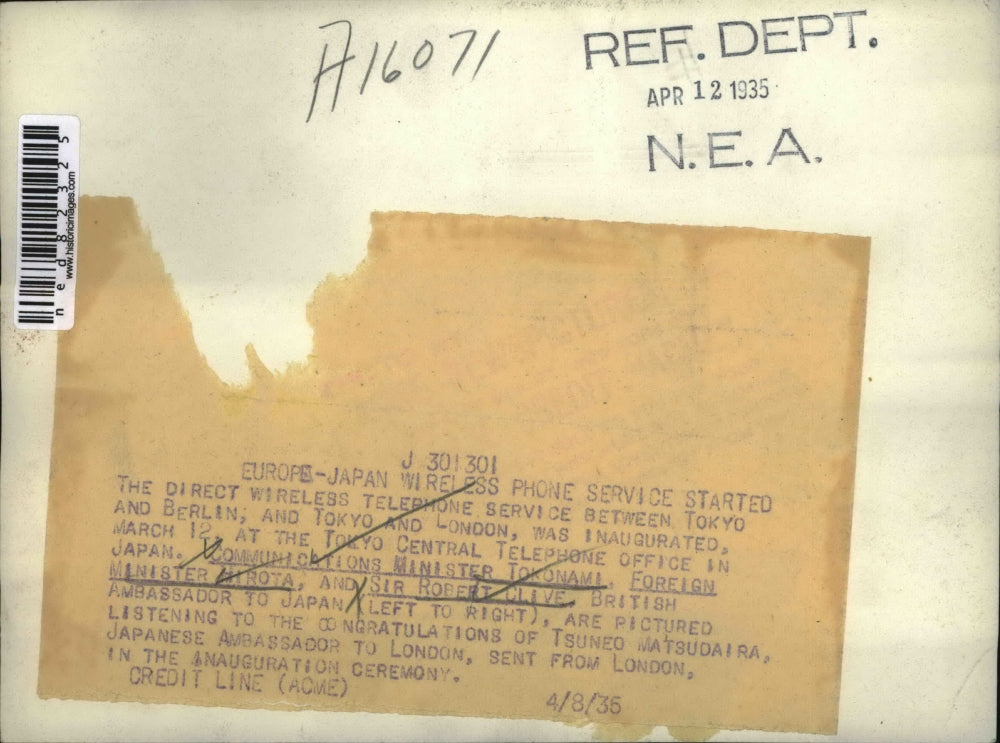 A16071
REF. DEPT.
APR 12 1935
N. E. A.
ned82325
www.historicimages.com
J 301301
EUROPE-JAPAN WIRELESS PHONE SERVICE STARTED
THE DIRECT WIRELESS TELEPHONE SERVICE BETWEEN TOKYO
AND BERLIN, AND TOKYO AND LONDON, WAS INAUGURATED,
MARCH 12, AT THE TOKYO CENTRAL TELEPHONE OFFICE IN
JAPAN. COMMUNICATIONS MINISTER TOKONAMI, FOREIGN
MINISTER HIROTA, AND SIR ROBERT CLIVE, BRITISH
AMBASSADOR TO JAPAN (LEFT TO RIGHT), ARE PICTURED
LISTENING TO THE CONGRATULATIONS OF TSUNEO MATSUDAIRA,
JAPANESE AMBASSADOR TO LONDON, SENT FROM LONDON,
IN THE INAUGURATION CEREMONY.
CREDIT LINE (ACME) 4/8/35